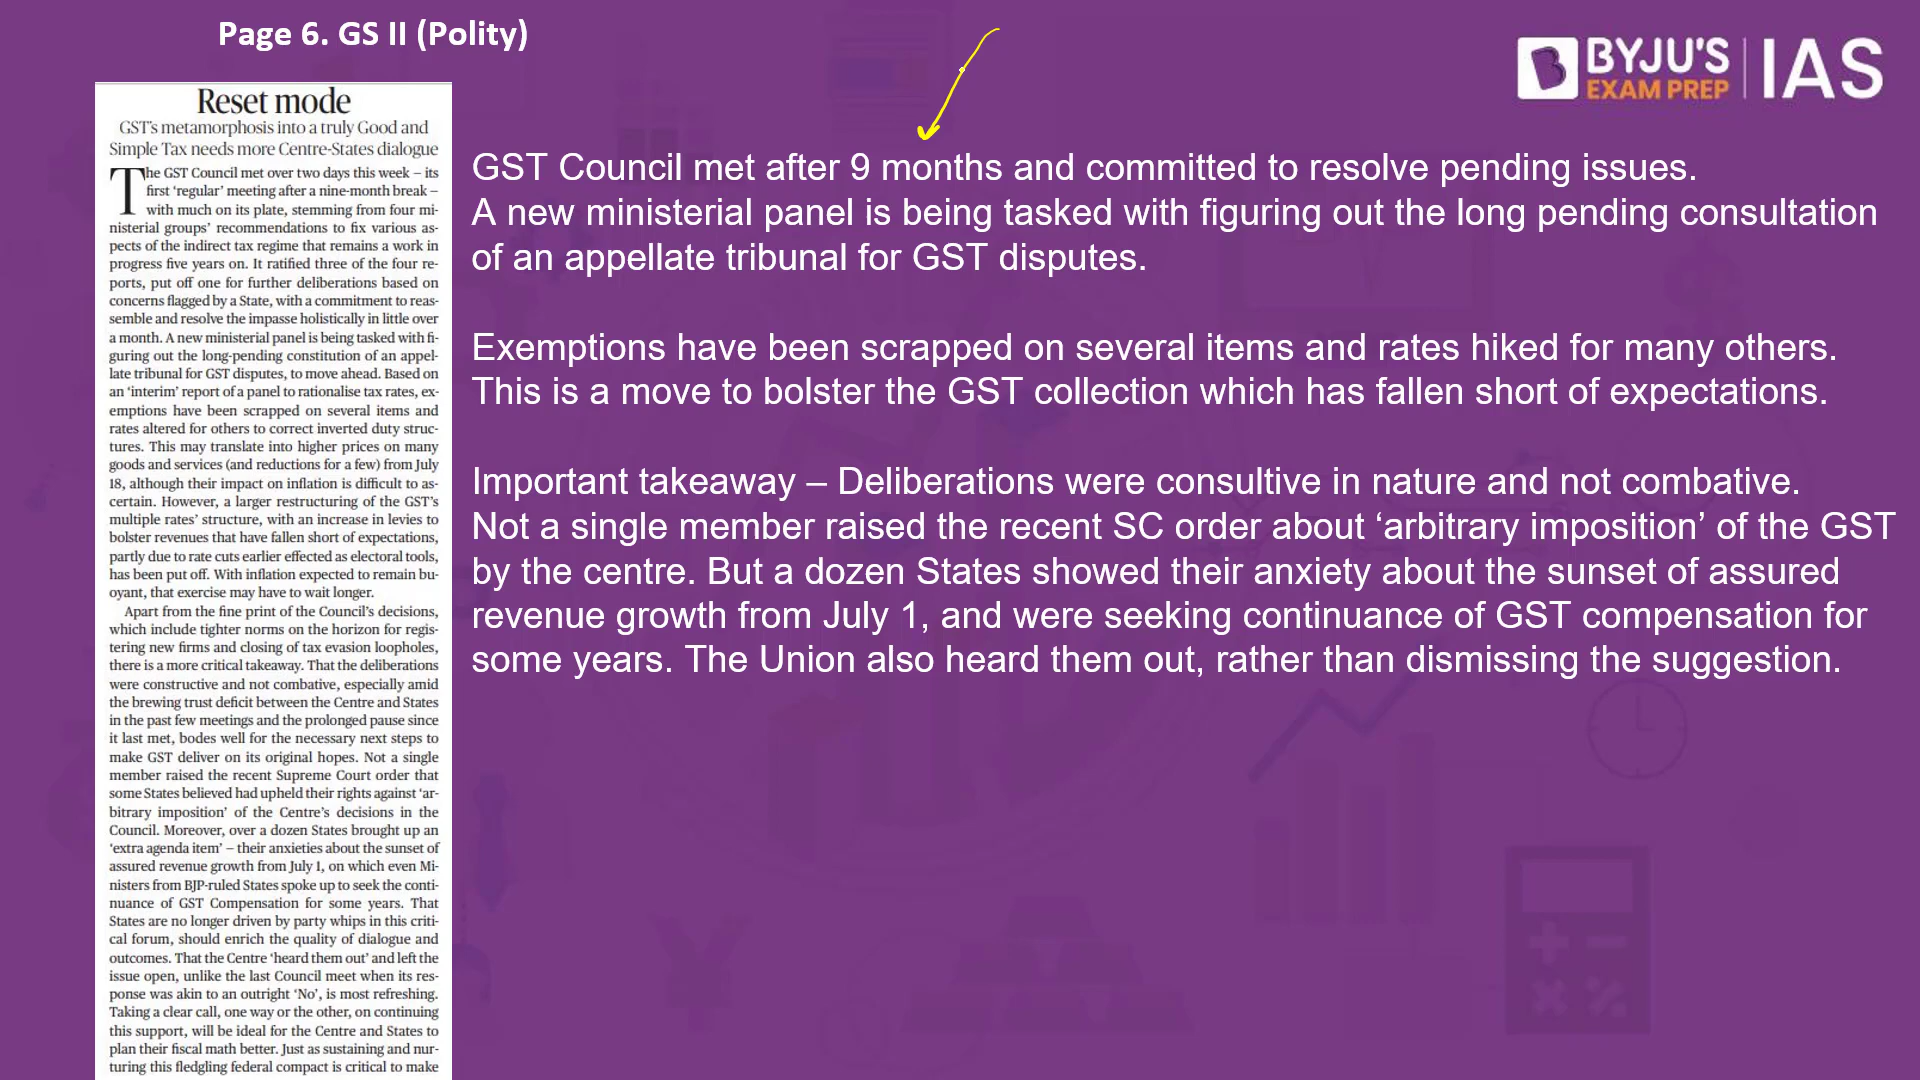 Page 6. GS II (Polity)
BYJU'S
EXAM PREP
IAS
Reset mode
GST's metamorphosis into a truly Good and
Simple Tax needs more Centre-States dialogue
The GST Council met over two days this week – its
first 'regular' meeting after a nine-month break –
with much on its plate, stemming from four mi-
nisterial groups' recommendations to fix various as-
pects of the indirect tax regime that remains a work in
progress five years on. It ratified three of the four re-
ports, put off one for further deliberations based on
concerns flagged by a State, with a commitment to reas-
semble and resolve the impasse holistically in little over
a month. A new ministerial panel is being tasked with fi-
guring out the long-pending constitution of an appel-
late tribunal for GST disputes, to move ahead. Based on
an 'interim' report of a panel to rationalise tax rates, ex-
emptions have been scrapped on several items and
rates altered for others to correct inverted duty struc-
tures. This may translate into higher prices on many
goods and services (and reductions for a few) from July
18, although their impact on inflation is difficult to as-
certain. However, a larger restructuring of the GST's
multiple rates' structure, with an increase in levies to
bolster revenues that have fallen short of expectations,
partly due to rate cuts earlier effected as electoral tools,
has been put off. With inflation expected to remain bu-
oyant, that exercise may have to wait longer.
Apart from the fine print of the Council's decisions,
which include tighter norms on the horizon for regis-
tering new firms and closing of tax evasion loopholes,
there is a more critical takeaway. That the deliberations
were constructive and not combative, especially amid
the brewing trust deficit between the Centre and States
in the past few meetings and the prolonged pause since
it last met, bodes well for the necessary next steps to
make GST deliver on its original hopes. Not a single
member raised the recent Supreme Court order that
some States believed had upheld their rights against 'ar-
bitrary imposition' of the Centre's decisions in the
Council. Moreover, over a dozen States brought up an
'extra agenda item' – their anxieties about the sunset of
assured revenue growth from July 1, on which even Mi-
nisters from BJP-ruled States spoke up to seek the conti-
nuance of GST Compensation for some years. That
States are no longer driven by party whips in this criti-
cal forum, should enrich the quality of dialogue and
outcomes. That the Centre 'heard them out' and left the
issue open, unlike the last Council meet when its res-
ponse was akin to an outright 'No', is most refreshing.
Taking a clear call, one way or the other, on continuing
this support, will be ideal for the Centre and States to
plan their fiscal math better. Just as sustaining and nur-
turing this fledgling federal compact is critical to make
GST Council met after 9 months and committed to resolve pending issues.
A new ministerial panel is being tasked with figuring out the long pending consultation
of an appellate tribunal for GST disputes.
Exemptions have been scrapped on several items and rates hiked for many others.
This is a move to bolster the GST collection which has fallen short of expectations.
Important takeaway – Deliberations were consultive in nature and not combative.
Not a single member raised the recent SC order about 'arbitrary imposition' of the GST
by the centre. But a dozen States showed their anxiety about the sunset of assured
revenue growth from July 1, and were seeking continuance of GST compensation for
some years. The Union also heard them out, rather than dismissing the suggestion.